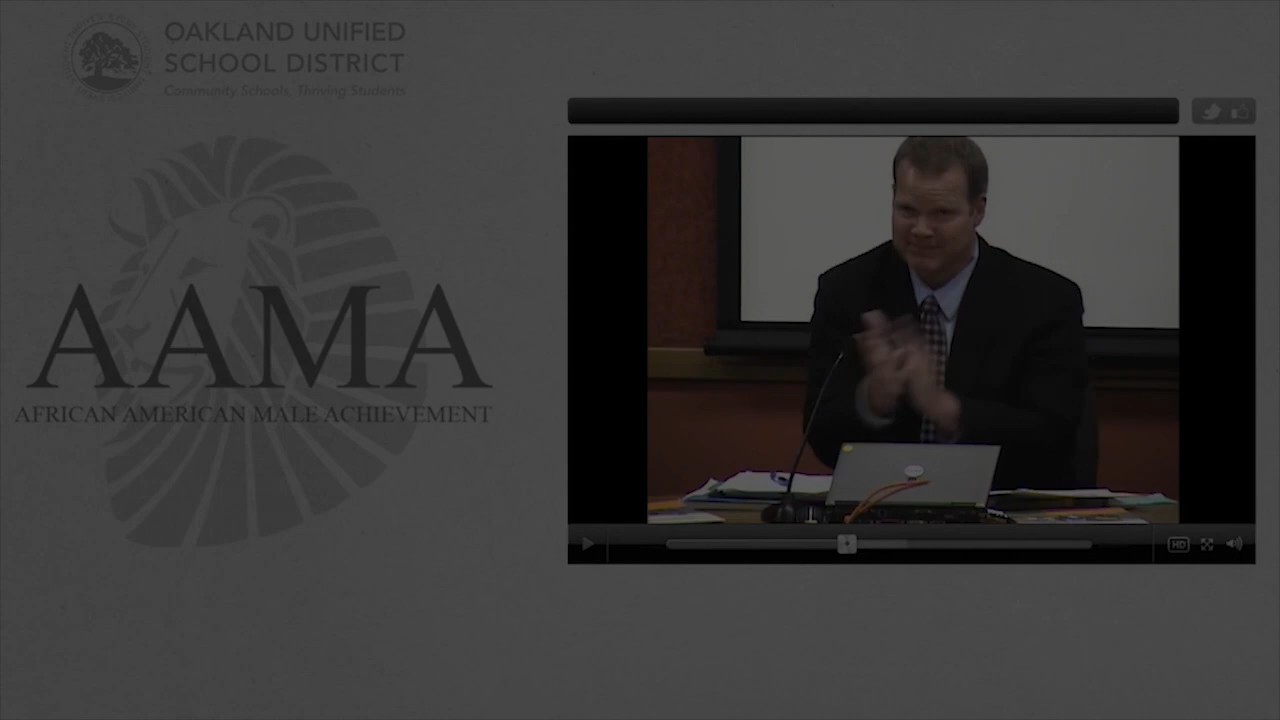 OAKLAND UNIFIED
SCHOOL DISTRICT
Community Schools, Thriving Students
AAMA
AFRICAN AMERICAN MALE ACHIEVEMENT
HD